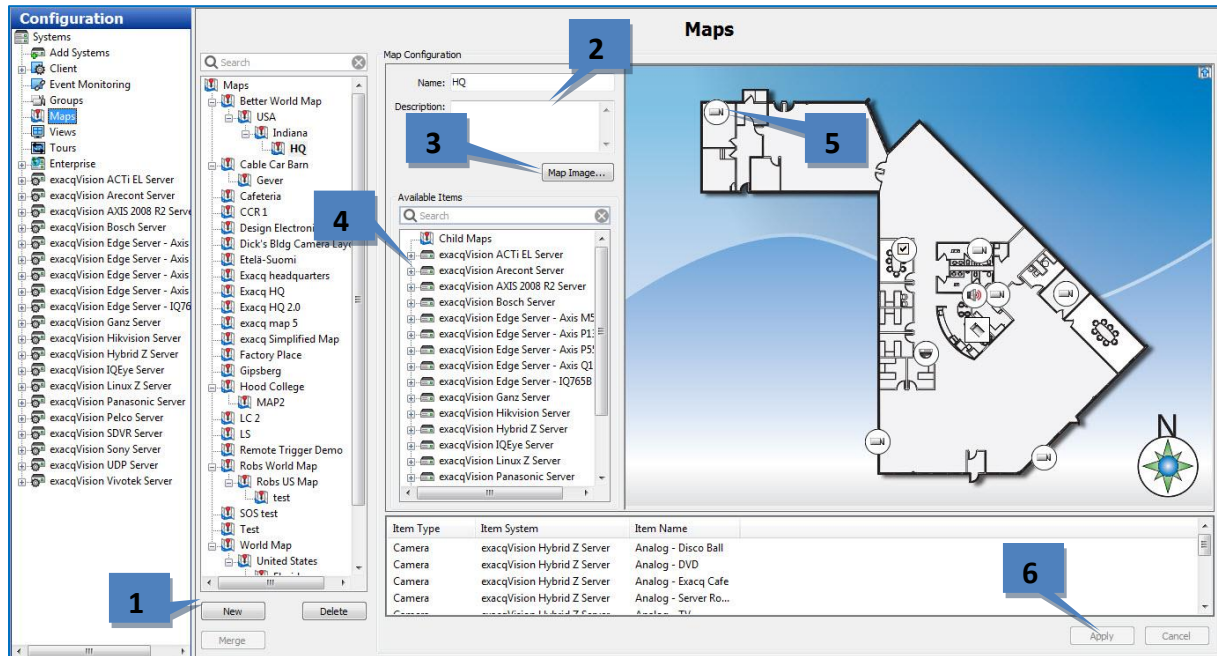 Configuration
Systems
Add Systems
Client
Event Monitoring
Groups
Maps
Views
Tours
Enterprise
exacqVision ACTi EL Server
exacqVision Arecont Server
exacqVision AXIS 2008 R2 Serve
exacqVision Bosch Server
exacqVision Edge Server - Axis
exacqVision Edge Server - Axis
exacqVision Edge Server - Axis
exacqVision Edge Server - Axis
exacqVision Edge Server - IQ76
exacqVision Ganz Server
exacqVision Hikvision Server
exacqVision Hybrid Z Server
exacqVision IQEye Server
exacqVision Linux Z Server
exacqVision Panasonic Server
exacqVision Pelco Server
exacqVision SDVR Server
exacqVision Sony Server
exacqVision UDP Server
exacqVision Vivotek Server
Maps
Search
Maps
Better World Map
USA
Indiana
HQ
Cable Car Barn
Gever
Cafeteria
CCR 1
Design Electroni
Dick's Bldg Camera Layo
Etelä-Suomi
Exacq headquarters
Exacq HQ
Exacq HQ 2.0
exacq map 5
exacq Simplified Map
Factory Place
Gipsberg
Hood College
MAP2
LC 2
LS
Remote Trigger Demo
Robs World Map
Robs US Map
test
SOS test
Test
World Map
United States
1
New
Delete
Merge
Map Configuration
2
Name: HQ
Description:
3
Map Image...
Available Items
4
Search
Child Maps
exacqVision ACTi EL Server
exacqVision Arecont Server
exacqVision AXIS 2008 R2 Server
exacqVision Bosch Server
exacqVision Edge Server - Axis M5
exacqVision Edge Server - Axis P13
exacqVision Edge Server - Axis P55
exacqVision Edge Server - Axis Q1
exacqVision Edge Server - IQ765B
exacqVision Ganz Server
exacqVision Hikvision Server
exacqVision Hybrid Z Server
exacqVision IQEye Server
exacqVision Linux Z Server
exacqVision Panasonic Server
5
N
Item Type Item System Item Name
Camera exacqVision Hybrid Z Server Analog - Disco Ball
Camera exacqVision Hybrid Z Server Analog - DVD
Camera exacqVision Hybrid Z Server Analog - Exacq Cafe
Camera exacqVision Hybrid Z Server Analog - Server Ro...
6
Apply
Cancel